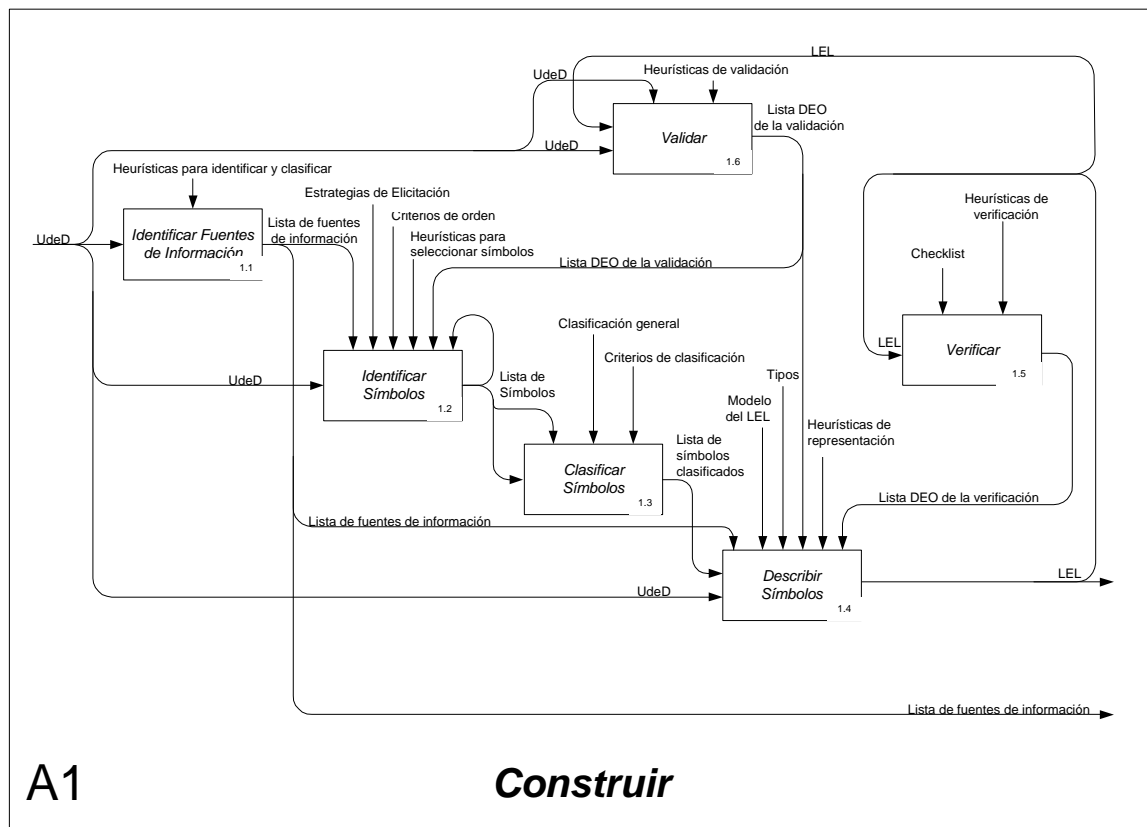 LEL
UdeD
Heurísticas de validación
Lista DEO
de la validación
Validar
1.6
UdeD
Heurísticas para identificar y clasificar
Estrategias de Elicitación
Criterios de orden
Heurísticas para
seleccionar símbolos
Lista de fuentes
de información
UdeD
Identificar Fuentes
de Información
1.1
Lista DEO de la validación
Heurísticas de
verificación
Checklist
LEL
Verificar
1.5
Clasificación general
Criterios de clasificación
Identificar
Símbolos
1.2
UdeD
Lista de
Símbolos
Tipos
Modelo
del LEL
Heurísticas de
representación
Clasificar
Símbolos
1.3
Lista de
símbolos
clasificados
Lista DEO de la verificación
Lista de fuentes de información
Describir
Símbolos
1.4
UdeD
LEL
Lista de fuentes de información
A1
Construir